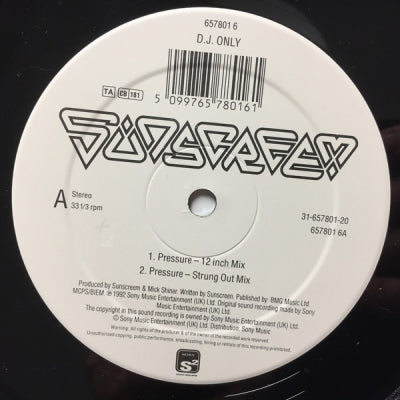 657801 6
D.J. ONLY
TA CB 181
5 099765 780161
SUNSCREEM
A Stereo
33 1/3 rpm
31-657801-20
657801 6A
1. Pressure – 12 inch Mix
2. Pressure – Strung Out Mix
Produced by Sunscreem & Mick Shiner. Written by Sunscreem. Published by BMG Music Ltd.
MCPS/BIEM. ℗ 1992 Sony Music Entertainment (UK) Ltd. Original sound recording made by Sony
Music Entertainment (UK) Ltd.
The copyright in this sound recording is owned by Sony Music Entertainment (UK) Ltd.
© Sony Music Entertainment (UK) Ltd. Distribution. Sony Music
Warning. All rights of the producer & of the owner of the work reproduced reserved.
Unauthorised copying, public performance, broadcasting, hiring or rental of this recording prohibited.
S2